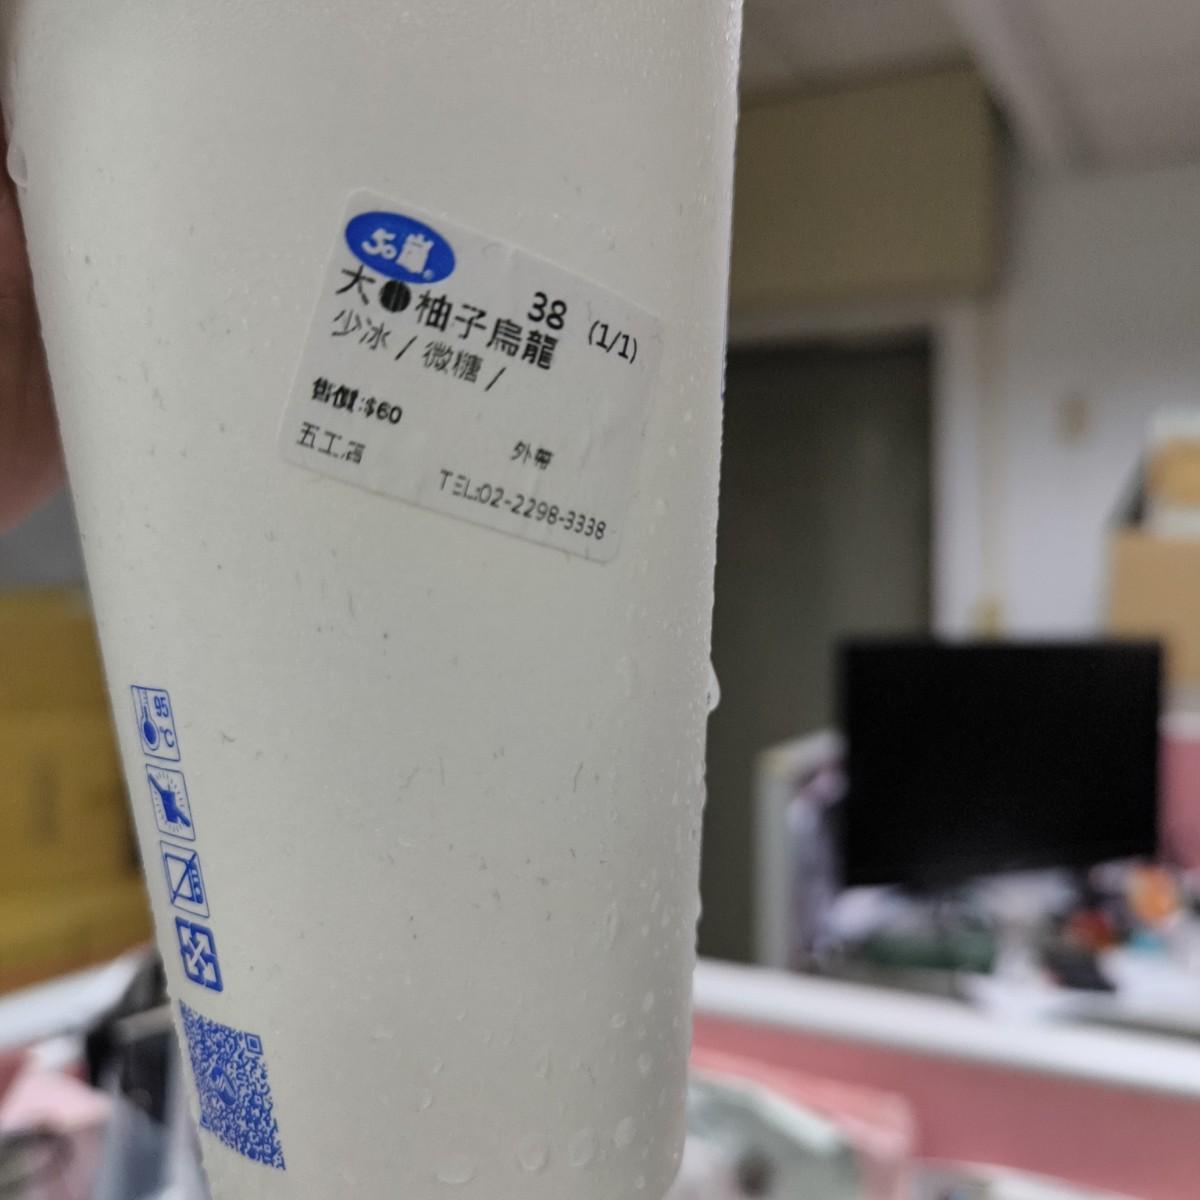 50嵐®
38 (1/1)
大●柚子烏龍
少冰 / 微糖 /
售價:$60
五工店 外帶
TEL:02-2298-3338
95
°C